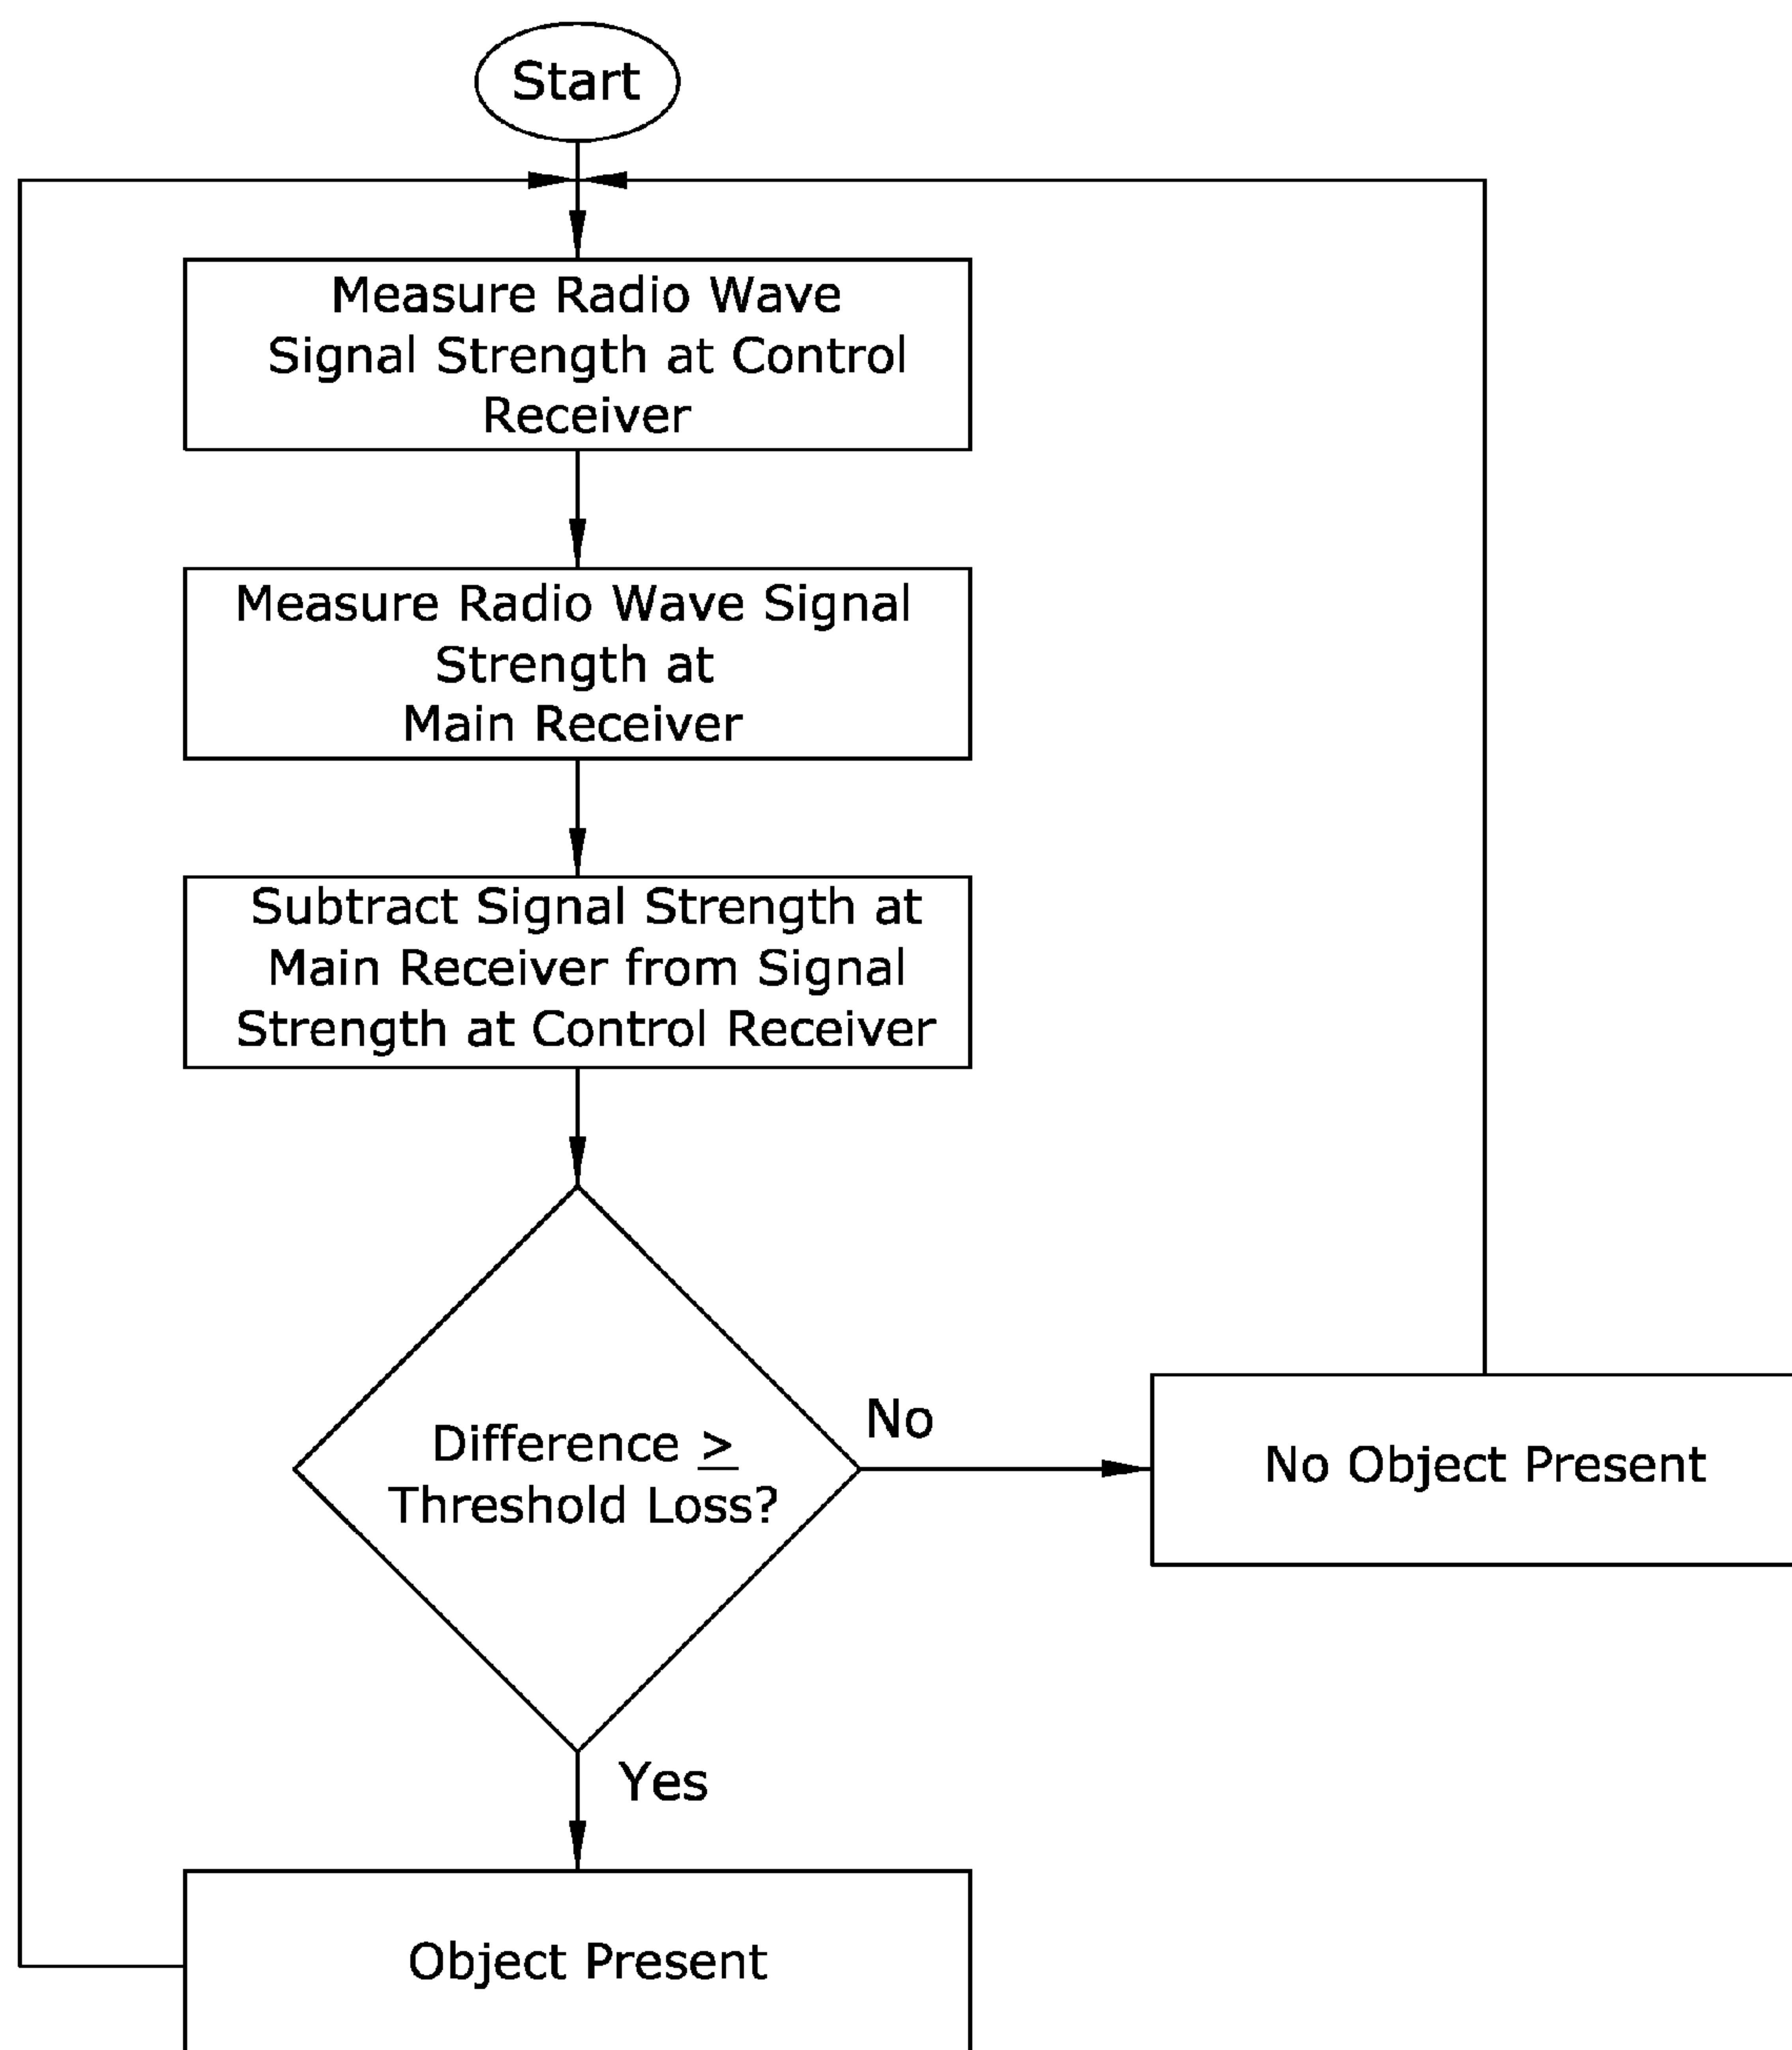 Start
Measure Radio Wave
Signal Strength at Control
Receiver
Measure Radio Wave Signal
Strength at
Main Receiver
Subtract Signal Strength at
Main Receiver from Signal
Strength at Control Receiver
Difference ≥
Threshold Loss?
No
No Object Present
Yes
Object Present